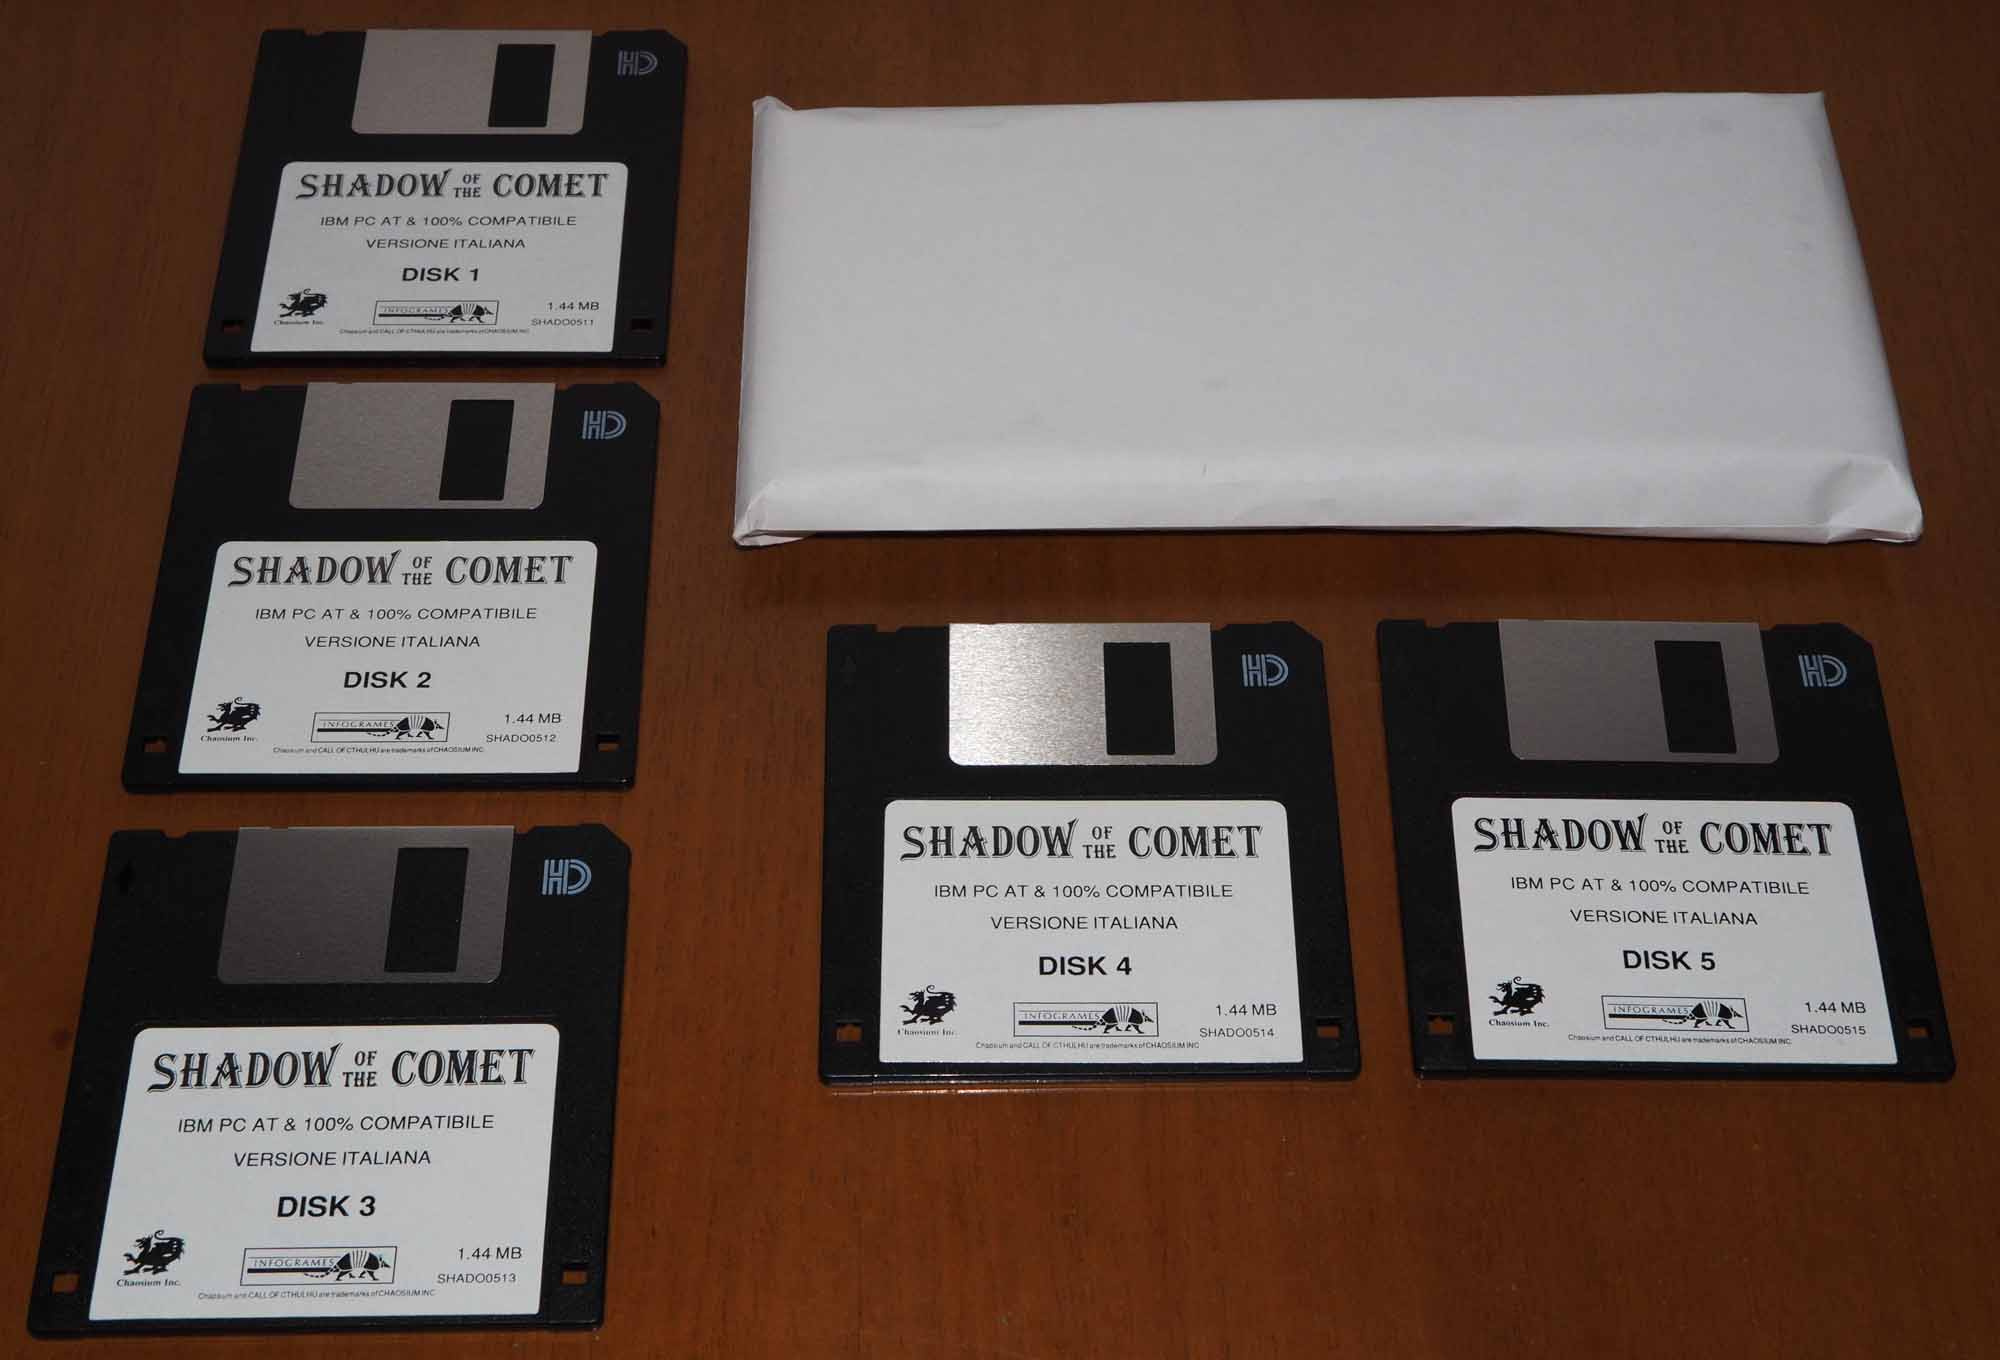 HD
SHADOW OF THE COMET
IBM PC AT & 100% COMPATIBILE
VERSIONE ITALIANA
DISK 1
Chaosium Inc.
INFOGRAMES
1.44 MB
SHADO0511
Chaosium and CALL OF CTHULHU are trademarks of CHAOSIUM INC.
HD
SHADOW OF THE COMET
IBM PC AT & 100% COMPATIBILE
VERSIONE ITALIANA
DISK 2
Chaosium Inc.
INFOGRAMES
1.44 MB
SHADO0512
Chaosium and CALL OF CTHULHU are trademarks of CHAOSIUM INC.
HD
SHADOW OF THE COMET
IBM PC AT & 100% COMPATIBILE
VERSIONE ITALIANA
DISK 3
Chaosium Inc.
INFOGRAMES
1.44 MB
SHADO0513
Chaosium and CALL OF CTHULHU are trademarks of CHAOSIUM INC.
HD
SHADOW OF THE COMET
IBM PC AT & 100% COMPATIBILE
VERSIONE ITALIANA
DISK 4
Chaosium Inc.
INFOGRAMES
1.44 MB
SHADO0514
Chaosium and CALL OF CTHULHU are trademarks of CHAOSIUM INC.
HD
SHADOW OF THE COMET
IBM PC AT & 100% COMPATIBILE
VERSIONE ITALIANA
DISK 5
Chaosium Inc.
INFOGRAMES
1.44 MB
SHADO0515
Chaosium and CALL OF CTHULHU are trademarks of CHAOSIUM INC.